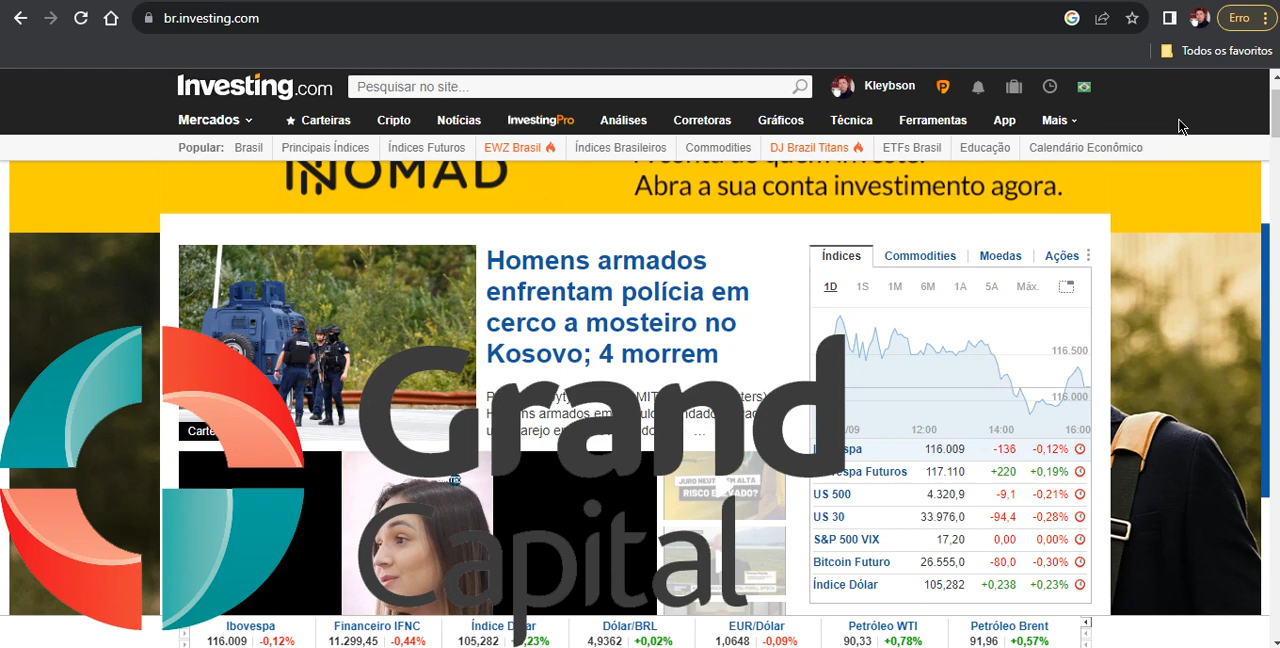 br.investing.com
Erro
Todos os favoritos
Investing.com
Pesquisar no site...
Kleybson
Mercados
Carteiras
Cripto
Notícias
InvestingPro
Análises
Corretoras
Gráficos
Técnica
Ferramentas
App
Mais
Popular:
Brasil
Principais Índices
Índices Futuros
EWZ Brasil
Índices Brasileiros
Commodities
DJ Brazil Titans
ETFs Brasil
Educação
Calendário Econômico
NOMAD
Abra a sua conta investimento agora.
Homens armados
enfrentam polícia em
cerco a mosteiro no
Kosovo; 4 morrem
Índices
Commodities
Moedas
Ações
1D 1S 1M 6M 1A 5A Máx.
116.500
116.000
12:00 14:00 16:00
116.009 -136 -0,12%
Futuros 117.110 +220 +0,19%
US 500 4.320,9 -9,1 -0,21%
US 30 33.976,0 -94,4 -0,28%
S&P 500 VIX 17,20 0,00 0,00%
Bitcoin Futuro 26.555,0 -80,0 -0,30%
Índice Dólar 105,282 +0,238 +0,23%
Grand
Capital
Ibovespa
116.009 -0,12%
Financeiro IFNC
11.299,45 -0,44%
Índice
105,282
Dólar/BRL
4,9362 +0,02%
EUR/Dólar
1,0648 -0,09%
Petróleo WTI
90,33 +0,78%
Petróleo Brent
91,96 +0,57%